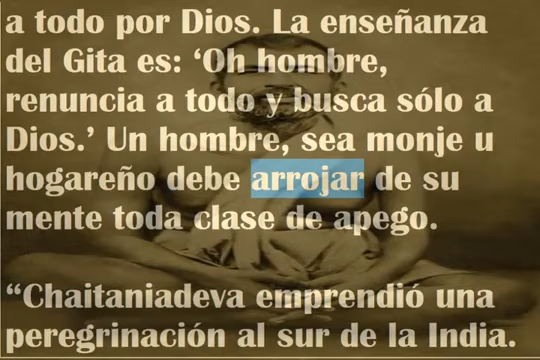 a todo por Dios. La enseñanza
del Gita es: ‘Oh hombre,
renuncia a todo y busca sólo a
Dios.’ Un hombre, sea monje u
hogareño debe arrojar de su
mente toda clase de apego.
“Chaitaniadeva emprendió una
peregrinación al sur de la India.